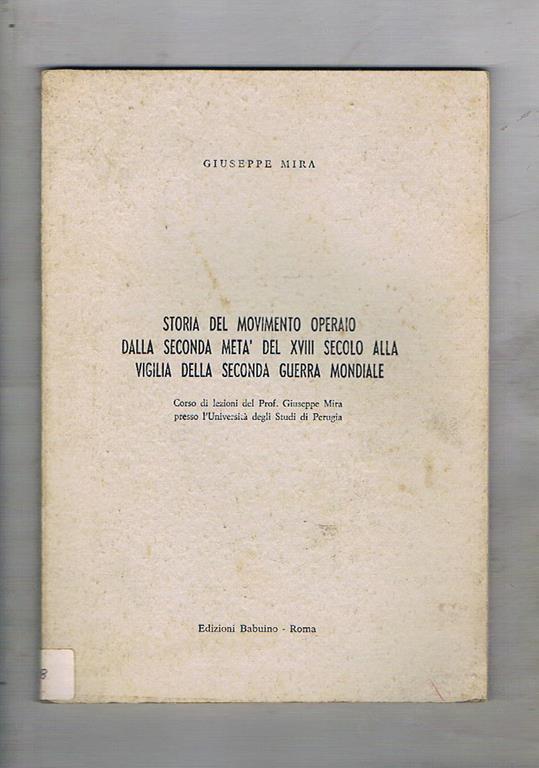 GIUSEPPE MIRA
STORIA DEL MOVIMENTO OPERAIO
DALLA SECONDA META' DEL XVIII SECOLO ALLA
VIGILIA DELLA SECONDA GUERRA MONDIALE
Corso di lezioni del Prof. Giuseppe Mira
presso l'Università degli Studi di Perugia
Edizioni Babuino - Roma
8